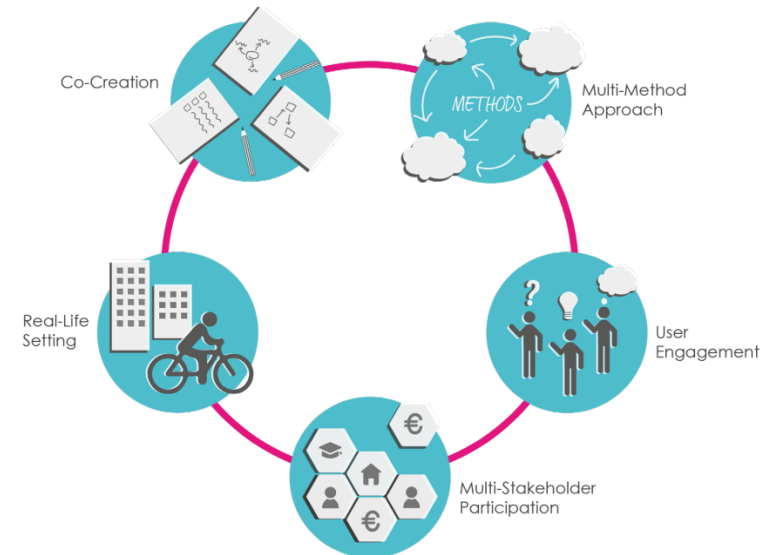 Co-Creation
METHODS
Multi-Method
Approach
?
Real-Life
Setting
User
Engagement
€
Multi-Stakeholder
Participation
€